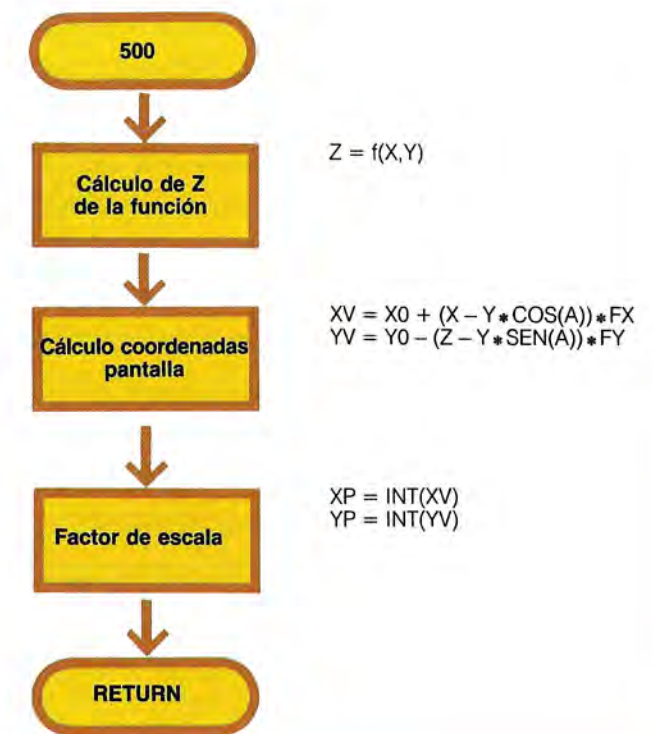 500
Cálculo de Z
de la función
Z = f(X,Y)
Cálculo coordenadas
pantalla
XV = X0 + (X – Y*COS(A))*FX
YV = Y0 – (Z – Y*SEN(A))*FY
Factor de escala
XP = INT(XV)
YP = INT(YV)
RETURN